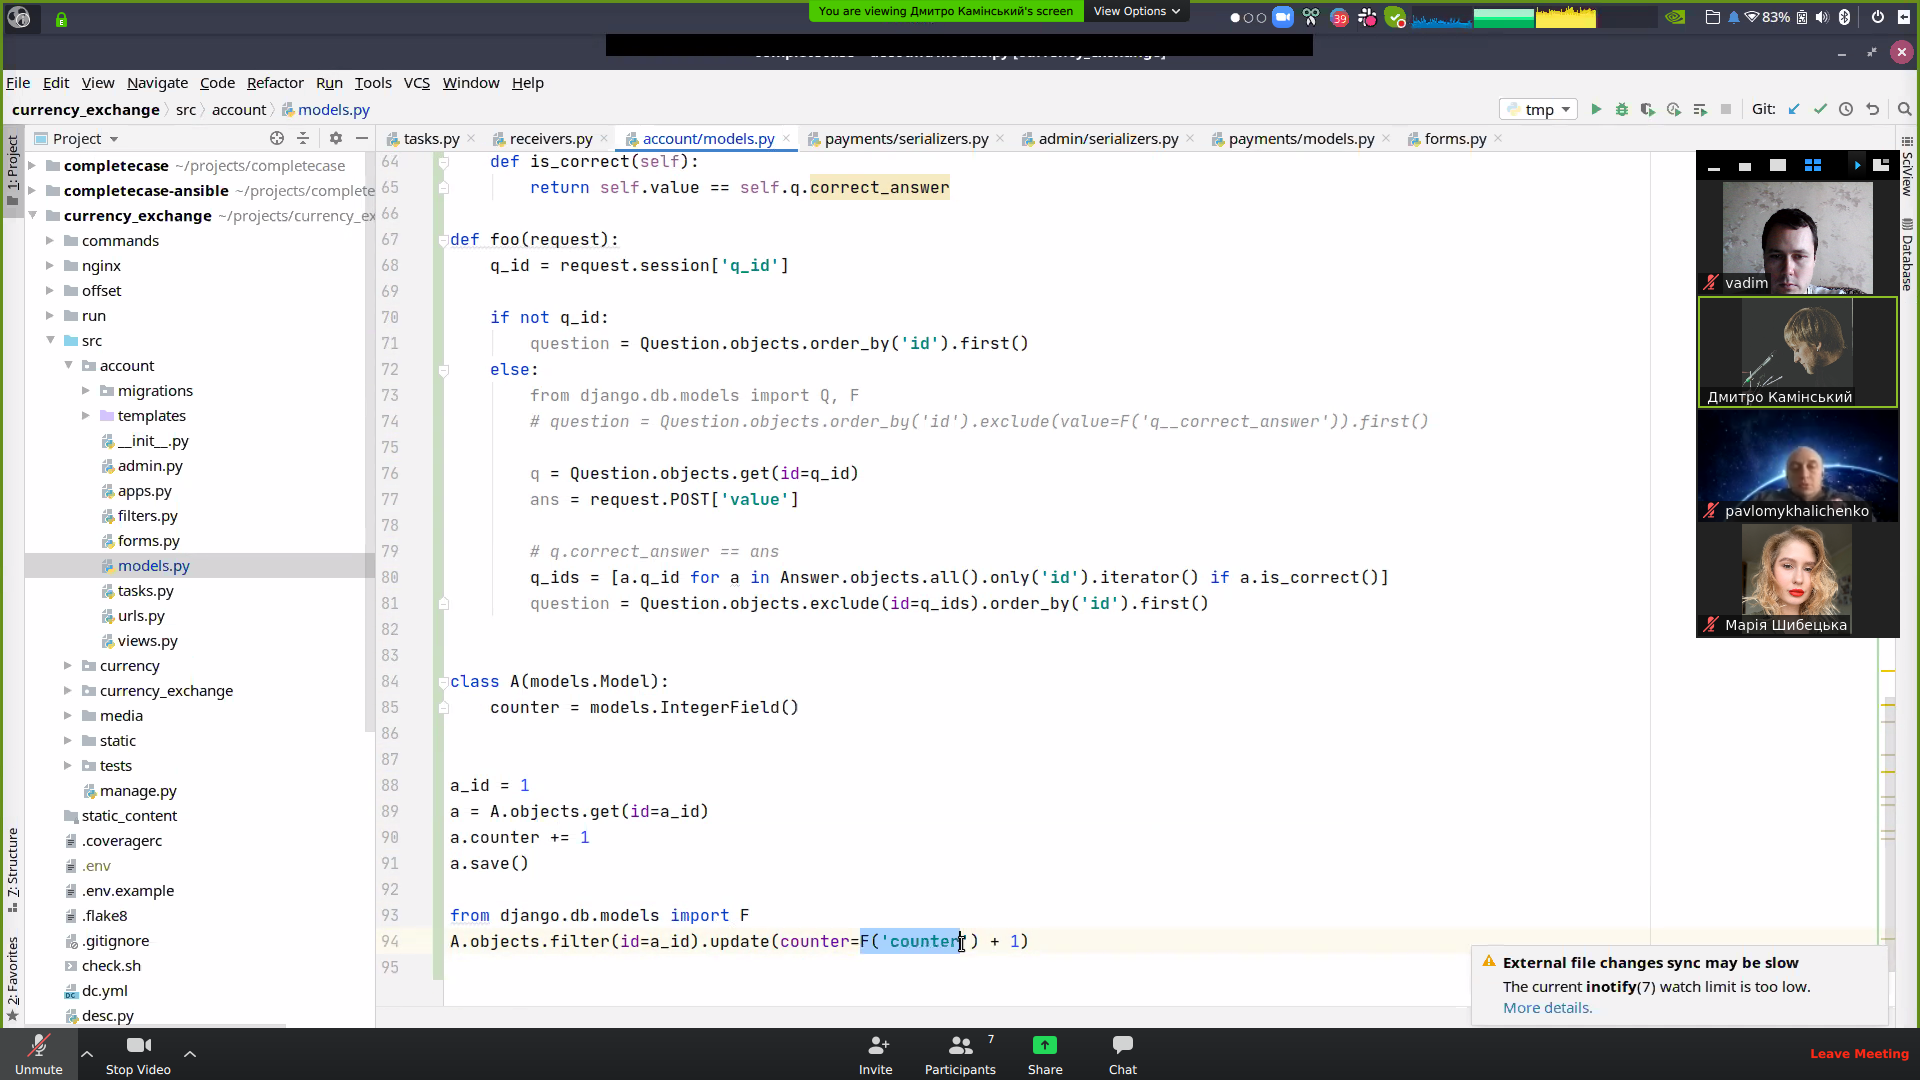 You are viewing Дмитро Камінський's screen
View Options
39
83%
File Edit View Navigate Code Refactor Run Tools VCS Window Help
currency_exchange src account models.py
tmp
Git:
Project
tasks.py
receivers.py
account/models.py
payments/serializers.py
admin/serializers.py
payments/models.py
forms.py
1: Project
7: Structure
2: Favorites
SciView
Database
completecase ~/projects/completecase
completecase-ansible ~/projects/complete
currency_exchange ~/projects/currency_ex
commands
nginx
offset
run
src
account
migrations
templates
__init__.py
admin.py
apps.py
filters.py
forms.py
models.py
tasks.py
urls.py
views.py
currency
currency_exchange
media
static
tests
manage.py
static_content
.coveragerc
.env
.env.example
.flake8
.gitignore
check.sh
dc.yml
desc.py
64 def is_correct(self):
65 return self.value == self.q.correct_answer
66
67 def foo(request):
68 q_id = request.session['q_id']
69
70 if not q_id:
71 question = Question.objects.order_by('id').first()
72 else:
73 from django.db.models import Q, F
74 # question = Question.objects.order_by('id').exclude(value=F('q__correct_answer')).first()
75
76 q = Question.objects.get(id=q_id)
77 ans = request.POST['value']
78
79 # q.correct_answer == ans
80 q_ids = [a.q_id for a in Answer.objects.all().only('id').iterator() if a.is_correct()]
81 question = Question.objects.exclude(id=q_ids).order_by('id').first()
82
83
84 class A(models.Model):
85 counter = models.IntegerField()
86
87
88 a_id = 1
89 a = A.objects.get(id=a_id)
90 a.counter += 1
91 a.save()
92
93 from django.db.models import F
94 A.objects.filter(id=a_id).update(counter=F('counter') + 1)
95
vadim
Дмитро Камінський
pavlomykhalichenko
Марія Шибецька
External file changes sync may be slow
The current inotify(7) watch limit is too low.
More details.
Unmute
Stop Video
Invite
Participants
7
Share
Chat
Leave Meeting